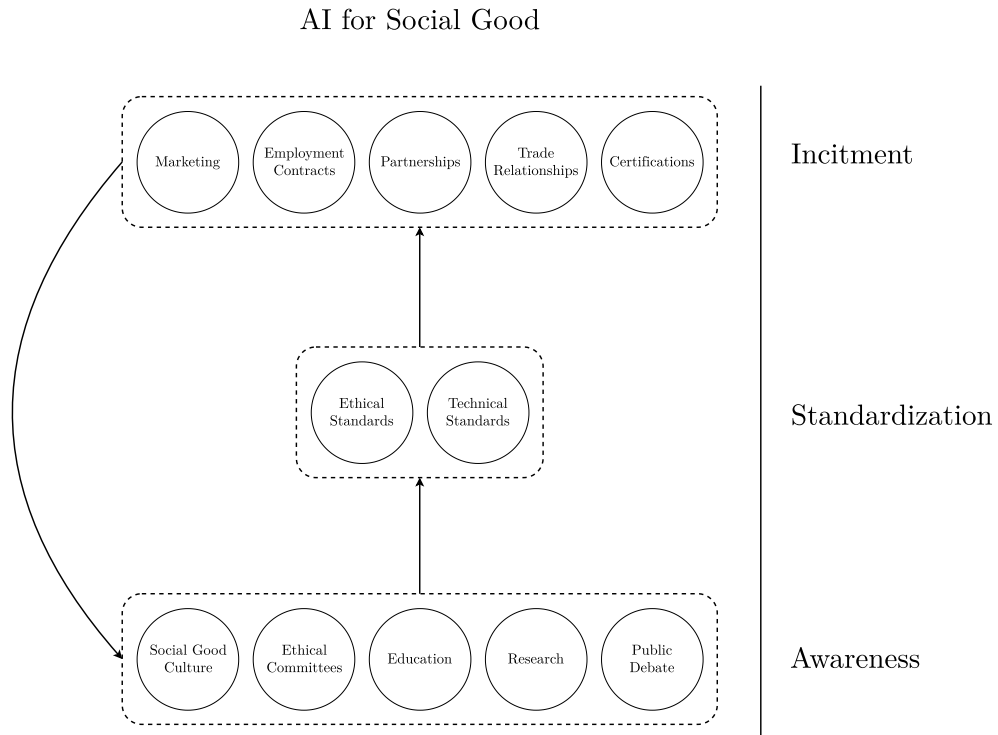 AI for Social Good
Marketing
Employment
Contracts
Partnerships
Trade
Relationships
Certifications
Incitment
Ethical
Standards
Technical
Standards
Standardization
Social Good
Culture
Ethical
Committees
Education
Research
Public
Debate
Awareness